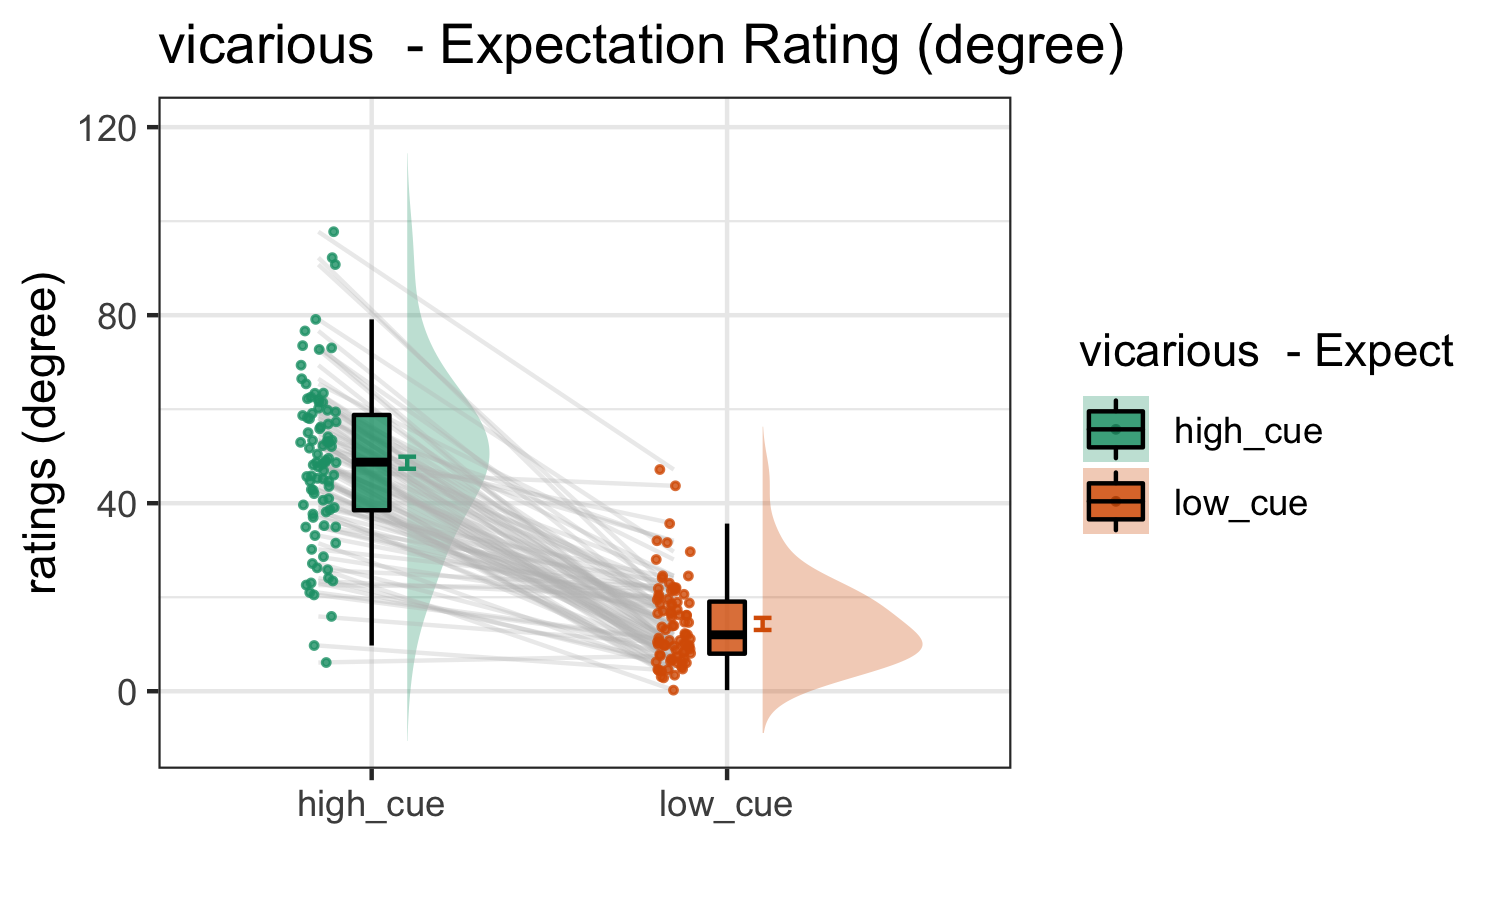 vicarious  - Expectation Rating (degree)
120
80
40
0
ratings (degree)
high_cue
low_cue
vicarious  - Expect
high_cue
low_cue